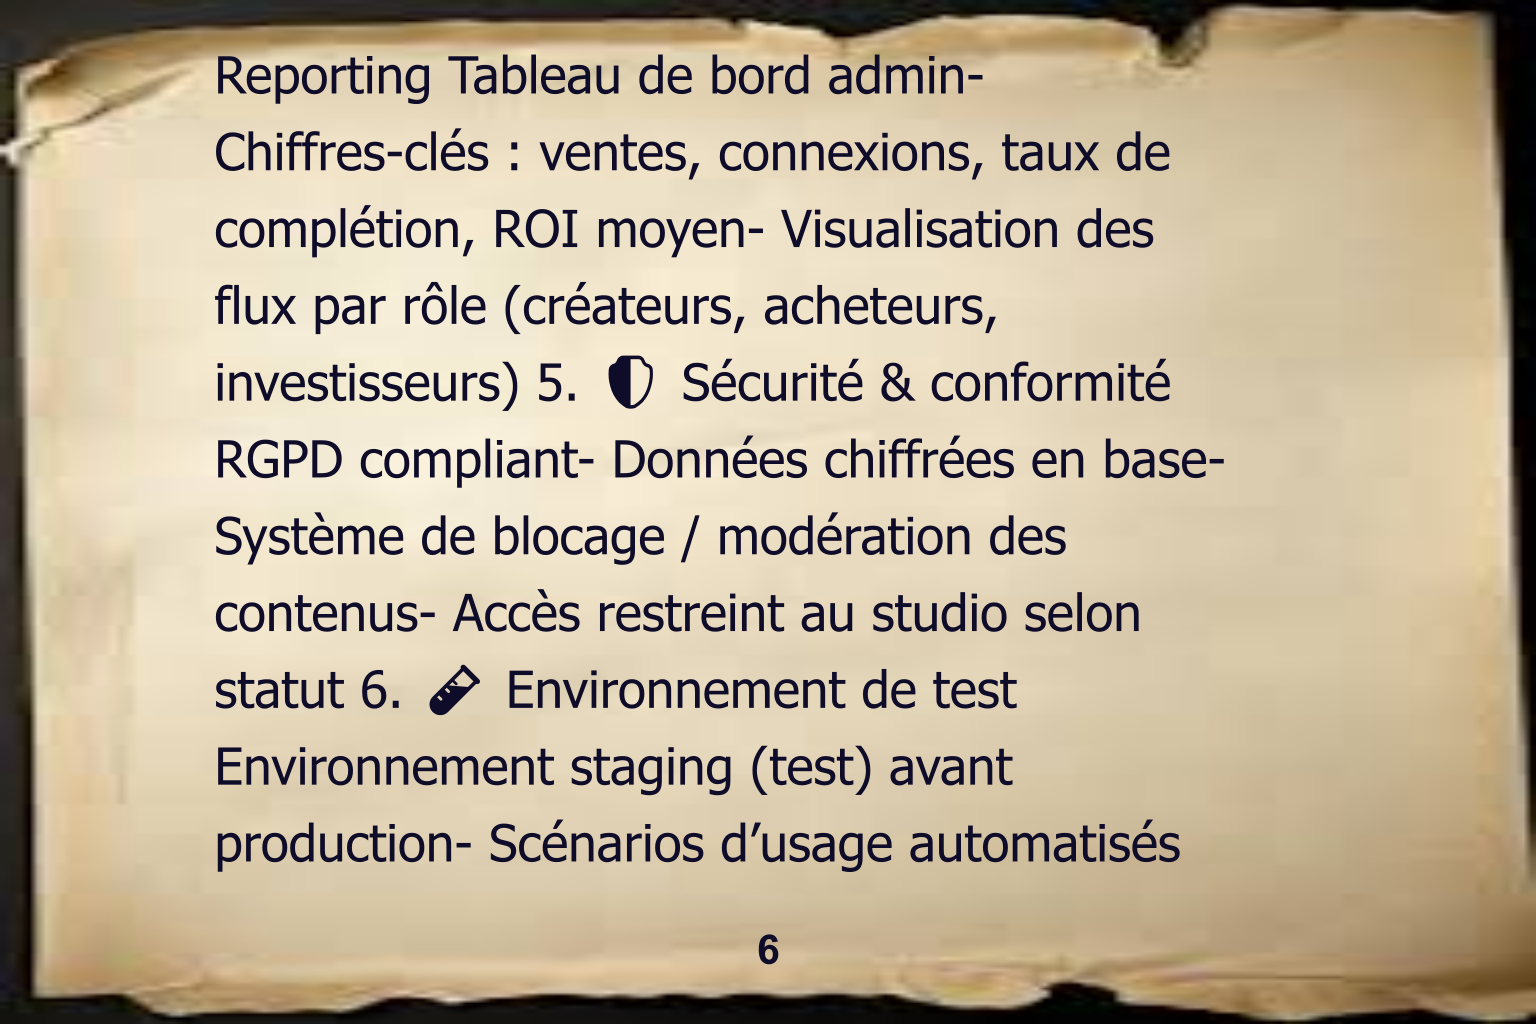 Reporting Tableau de bord admin-
Chiffres-clés : ventes, connexions, taux de
complétion, ROI moyen- Visualisation des
flux par rôle (créateurs, acheteurs,
investisseurs) 5. 🛡 Sécurité & conformité
RGPD compliant- Données chiffrées en base-
Système de blocage / modération des
contenus- Accès restreint au studio selon
statut 6. 🧪 Environnement de test
Environnement staging (test) avant
production- Scénarios d’usage automatisés
6